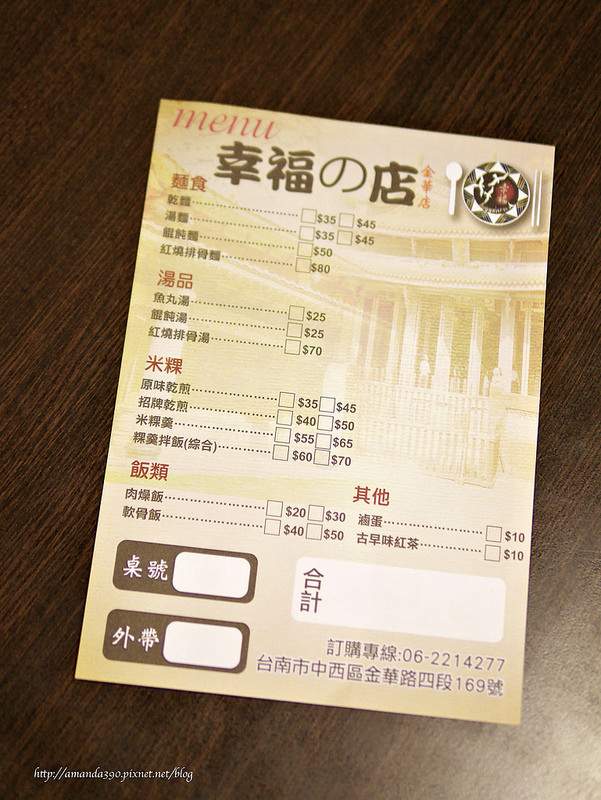 menu
幸福の店 金華店
麵食
乾麵 $35 $45
湯麵 $35 $45
餛飩麵 $50
紅燒排骨麵 $80
湯品
魚丸湯 $25
餛飩湯 $25
紅燒排骨湯 $70
米粿
原味乾煎 $35 $45
招牌乾煎 $40 $50
米粿羹 $55 $65
粿羹拌飯(綜合) $60 $70
飯類
肉燥飯 $20 $30
軟骨飯 $40 $50
其他
滷蛋 $10
古早味紅茶 $10
桌號
外帶
合計
訂購專線:06-2214277
台南市中西區金華路四段169號
http://amanda390.pixnet.net/blog